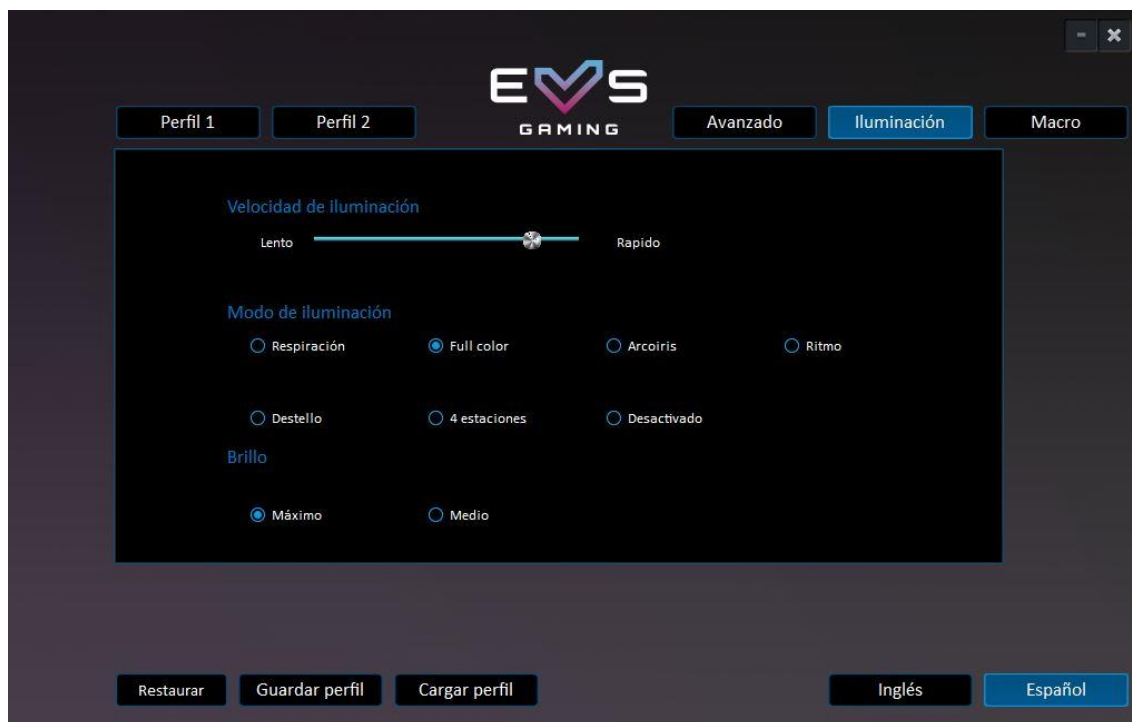 EVS
GAMING
Perfil 1
Perfil 2
Avanzado
Iluminación
Macro
Velocidad de iluminación
Lento
Rapido
Modo de iluminación
Respiración
Full color
Arcoiris
Ritmo
Destello
4 estaciones
Desactivado
Brillo
Máximo
Medio
Restaurar
Guardar perfil
Cargar perfil
Inglés
Español